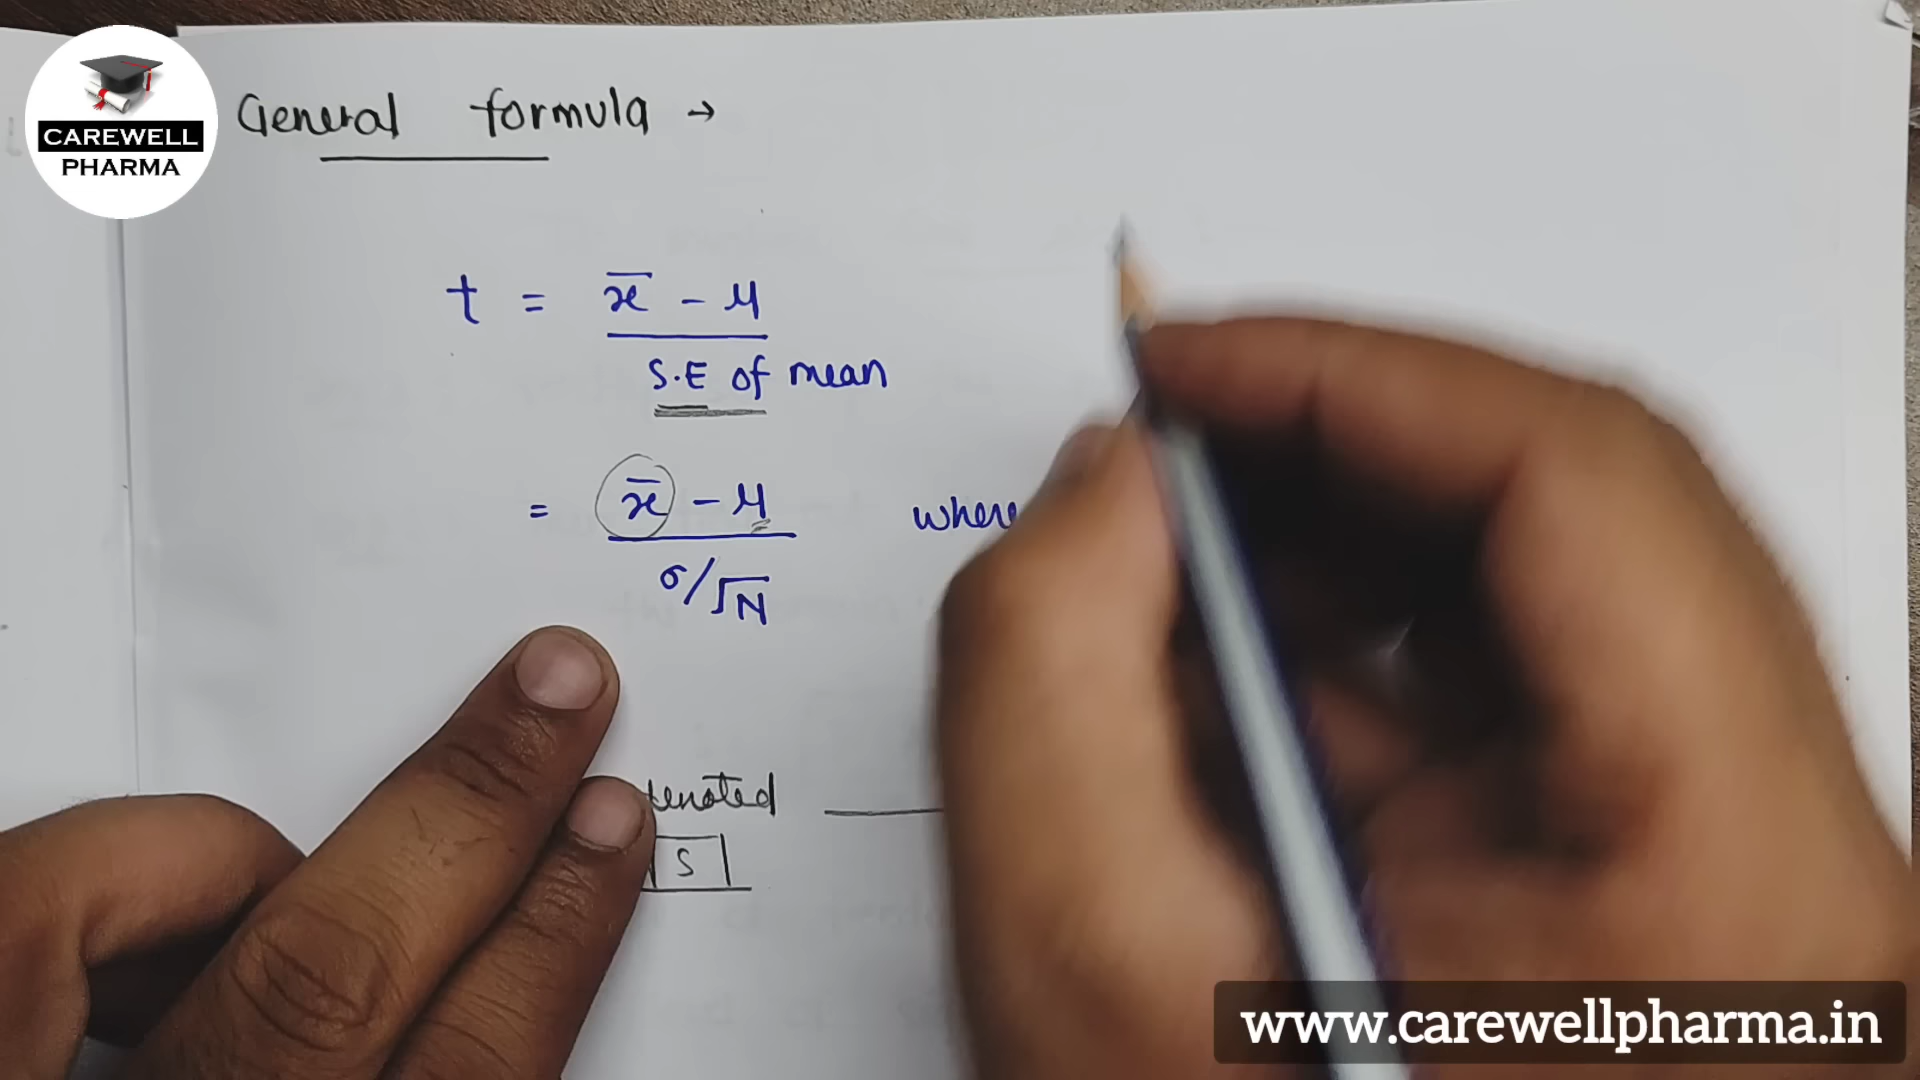 CAREWELL
PHARMA
General formula →
t = x̄ - μ
S.E of mean
= x̄ - μ where
σ/√N
denoted
S
www.carewellpharma.in